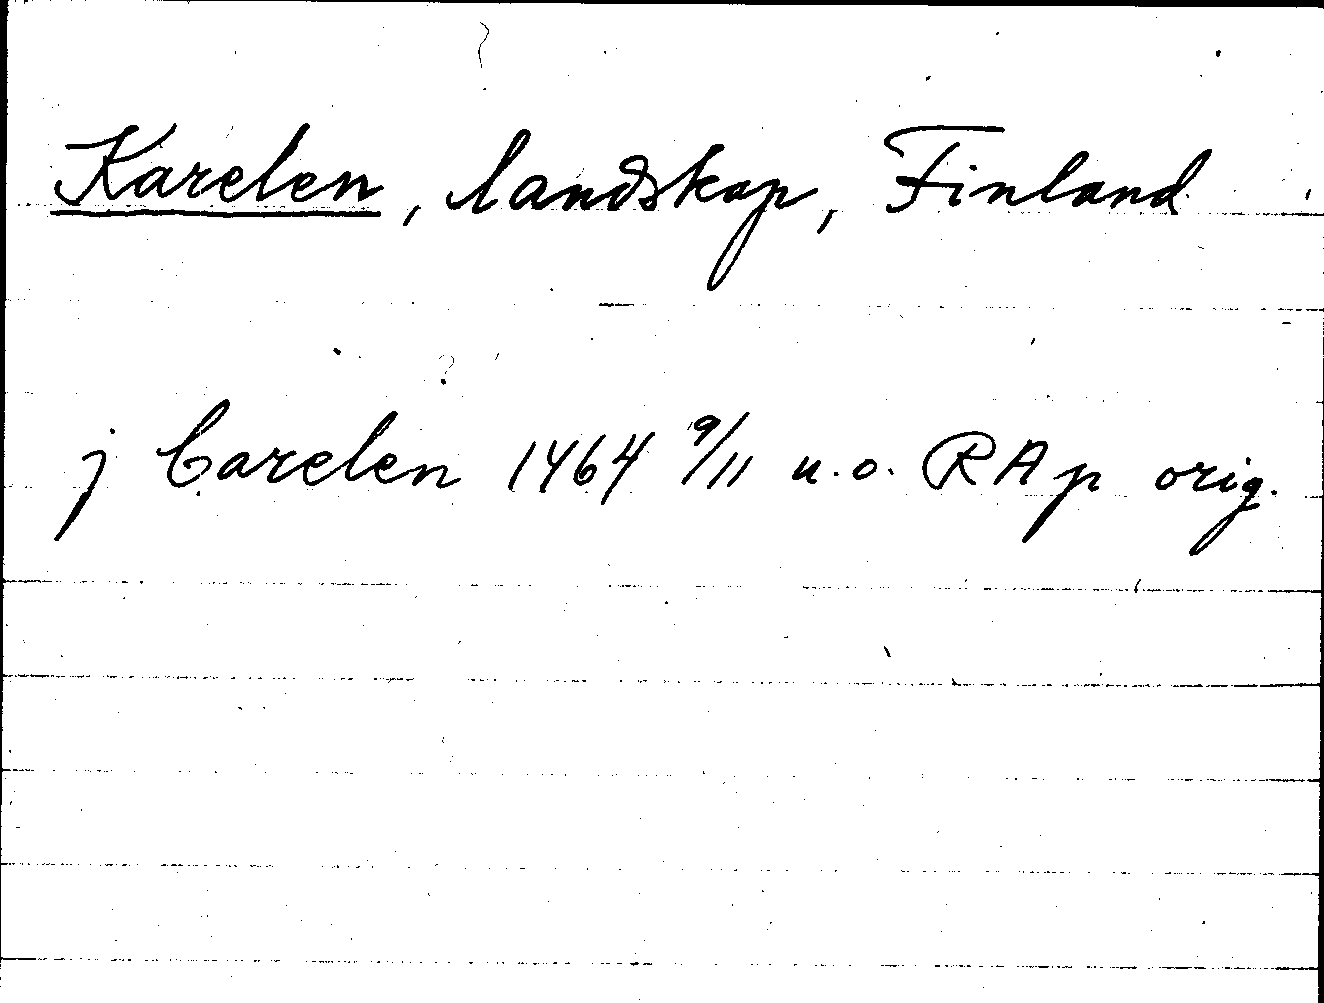 Karelen, landskap, Finland
j Carelen 1464 9/11 u.o. RAp orig.